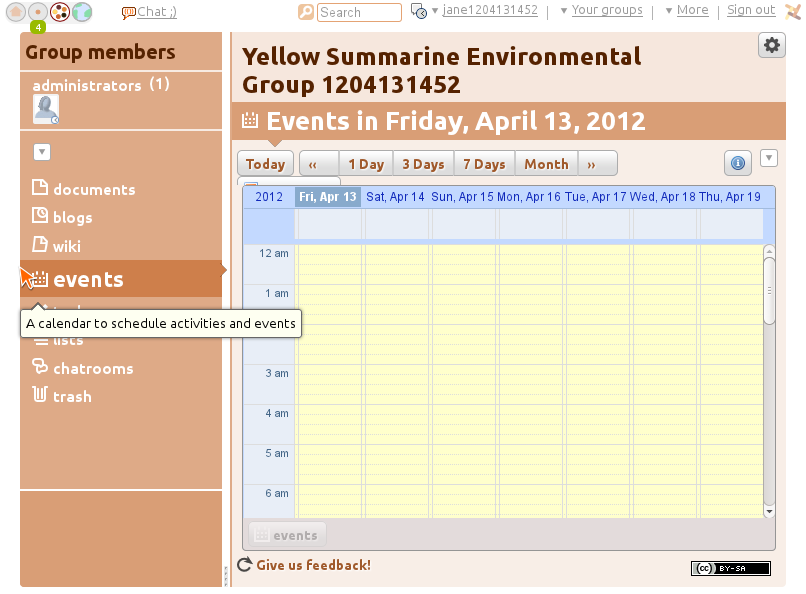 Chat ;)
Search
jane1204131452 | Your groups | More | Sign out
4
Group members
administrators (1)
documents
blogs
wiki
events
A calendar to schedule activities and events
lists
chatrooms
trash
Yellow Summarine Environmental
Group 1204131452
Events in Friday, April 13, 2012
Today ‹‹ 1 Day 3 Days 7 Days Month ››
2012 Fri, Apr 13 Sat, Apr 14 Sun, Apr 15 Mon, Apr 16 Tue, Apr 17 Wed, Apr 18 Thu, Apr 19
12 am
1 am
3 am
4 am
5 am
6 am
events
Give us feedback!
(cc) BY-SA